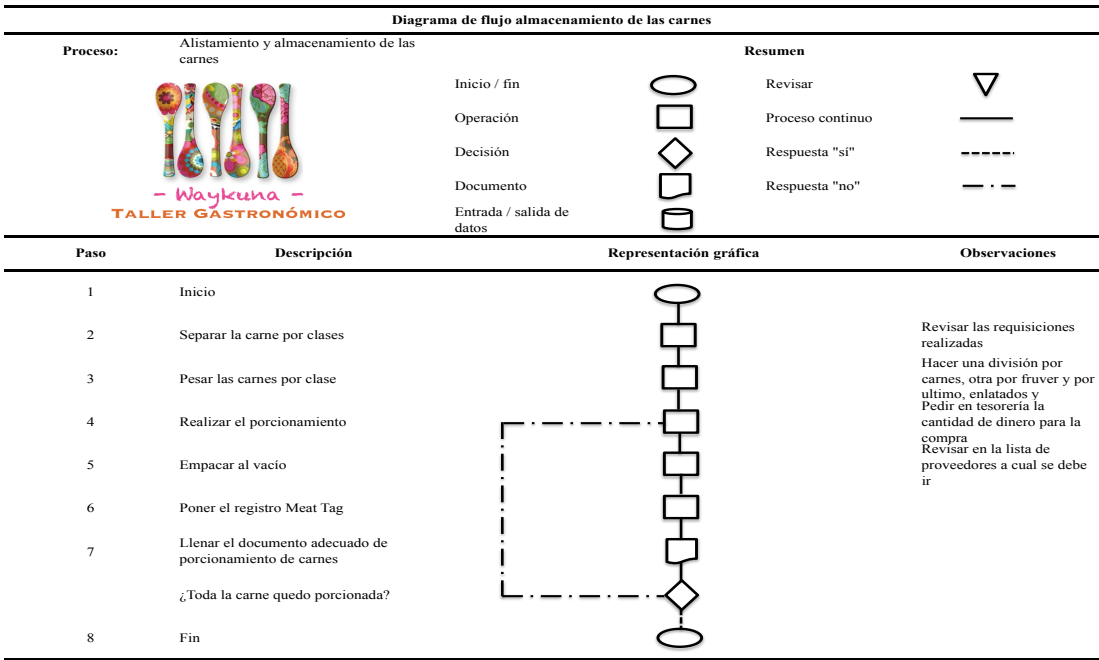 Diagrama de flujo almacenamiento de las carnes
Proceso:
Alistamiento y almacenamiento de las
carnes
Resumen
Inicio / fin
Revisar
Operación
Proceso continuo
Decisión
Respuesta "sí"
Documento
Respuesta "no"
Entrada / salida de
datos
- Waykuna -
TALLER GASTRONÓMICO
Paso
Descripción
Representación gráfica
Observaciones
1
Inicio
2
Separar la carne por clases
Revisar las requisiciones
realizadas
3
Pesar las carnes por clase
Hacer una división por
carnes, otra por fruver y por
ultimo, enlatados y
4
Realizar el porcionamiento
Pedir en tesorería la
cantidad de dinero para la
compra
5
Empacar al vacío
Revisar en la lista de
proveedores a cual se debe
ir
6
Poner el registro Meat Tag
7
Llenar el documento adecuado de
porcionamiento de carnes
¿Toda la carne quedo porcionada?
8
Fin